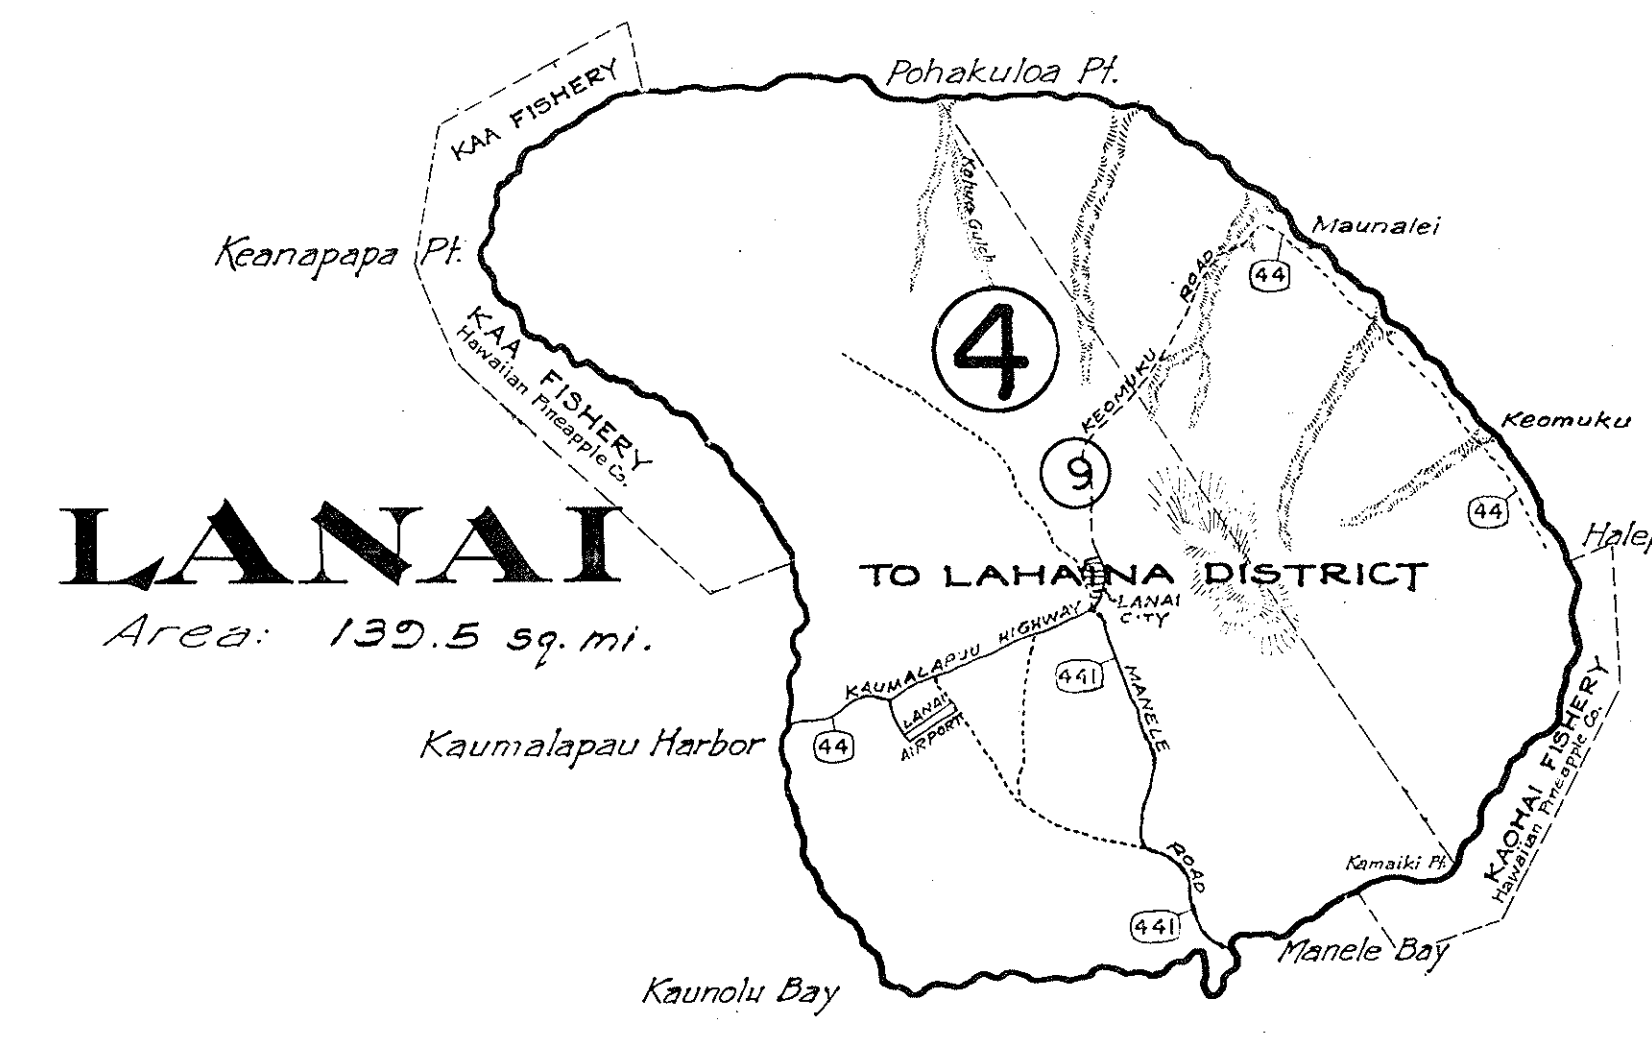 Pohakuloa Pt.
KAA FISHERY
Maunalei
Kahua Gulch
Keanapapa Pt.
ROAD
44
4
KAA FISHERY
Hawaiian Pineapple Co.
KEOMUKU
Keomuku
9
44
LANAI
TO LAHAINA DISTRICT
LANAI
CITY
Area: 139.5 sq. mi.
KAUMALAPUU HIGHWAY
441
MANELE
LANAI
AIRPORT
Kaumalapau Harbor
44
KAOHAI FISHERY
Hawaiian Pineapple Co.
ROAD
Kamaiki Pt.
441
Manele Bay
Kaunolu Bay